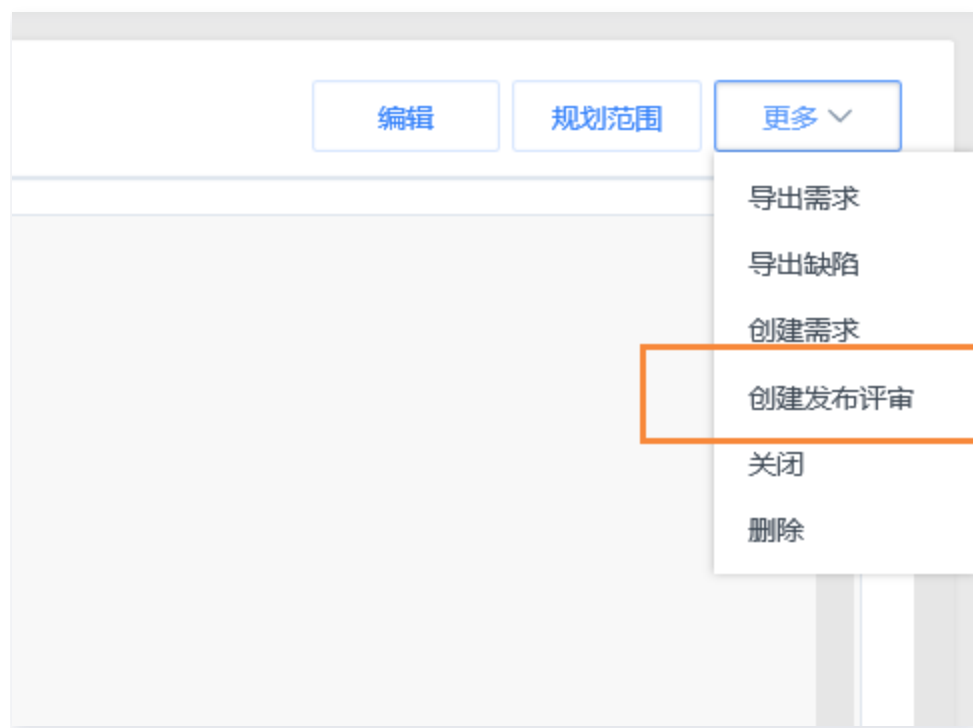 编辑 规划范围 更多
导出需求
导出缺陷
创建需求
创建发布评审
关闭
删除